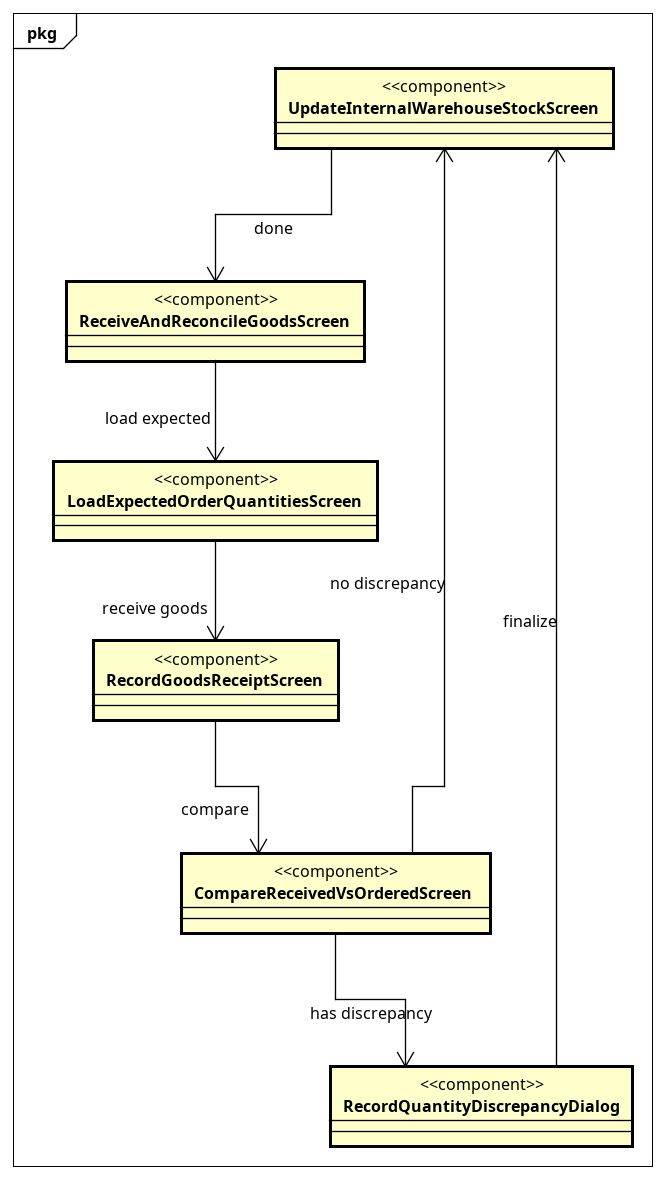 pkg
<<component>>
UpdateInternalWarehouseStockScreen
done
<<component>>
ReceiveAndReconcileGoodsScreen
load expected
<<component>>
LoadExpectedOrderQuantitiesScreen
no discrepancy
receive goods
finalize
<<component>>
RecordGoodsReceiptScreen
compare
<<component>>
CompareReceivedVsOrderedScreen
has discrepancy
<<component>>
RecordQuantityDiscrepancyDialog